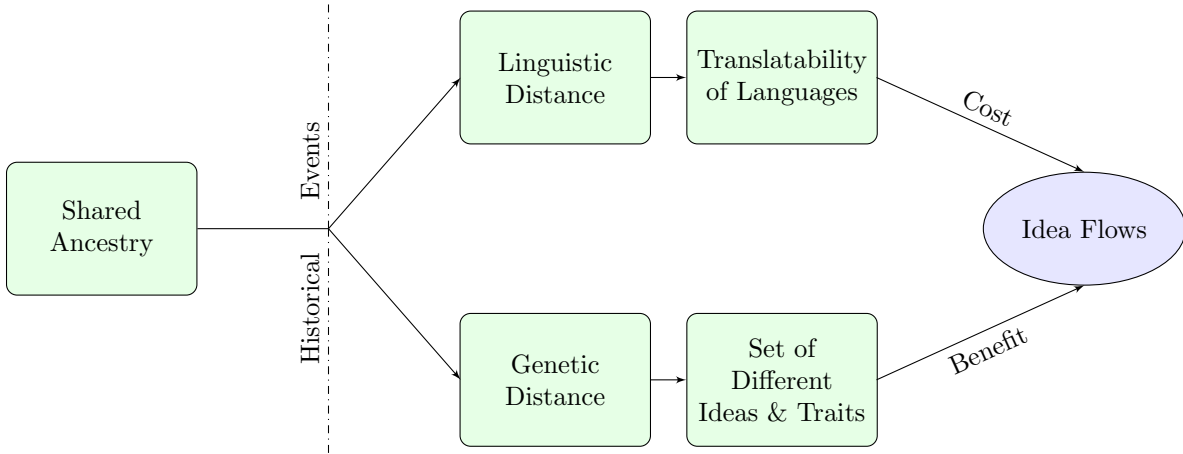 Shared
Ancestry
Historical
Events
Linguistic
Distance
Translatability
of Languages
Cost
Genetic
Distance
Set of
Different
Ideas & Traits
Benefit
Idea Flows